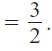 = 3/2.